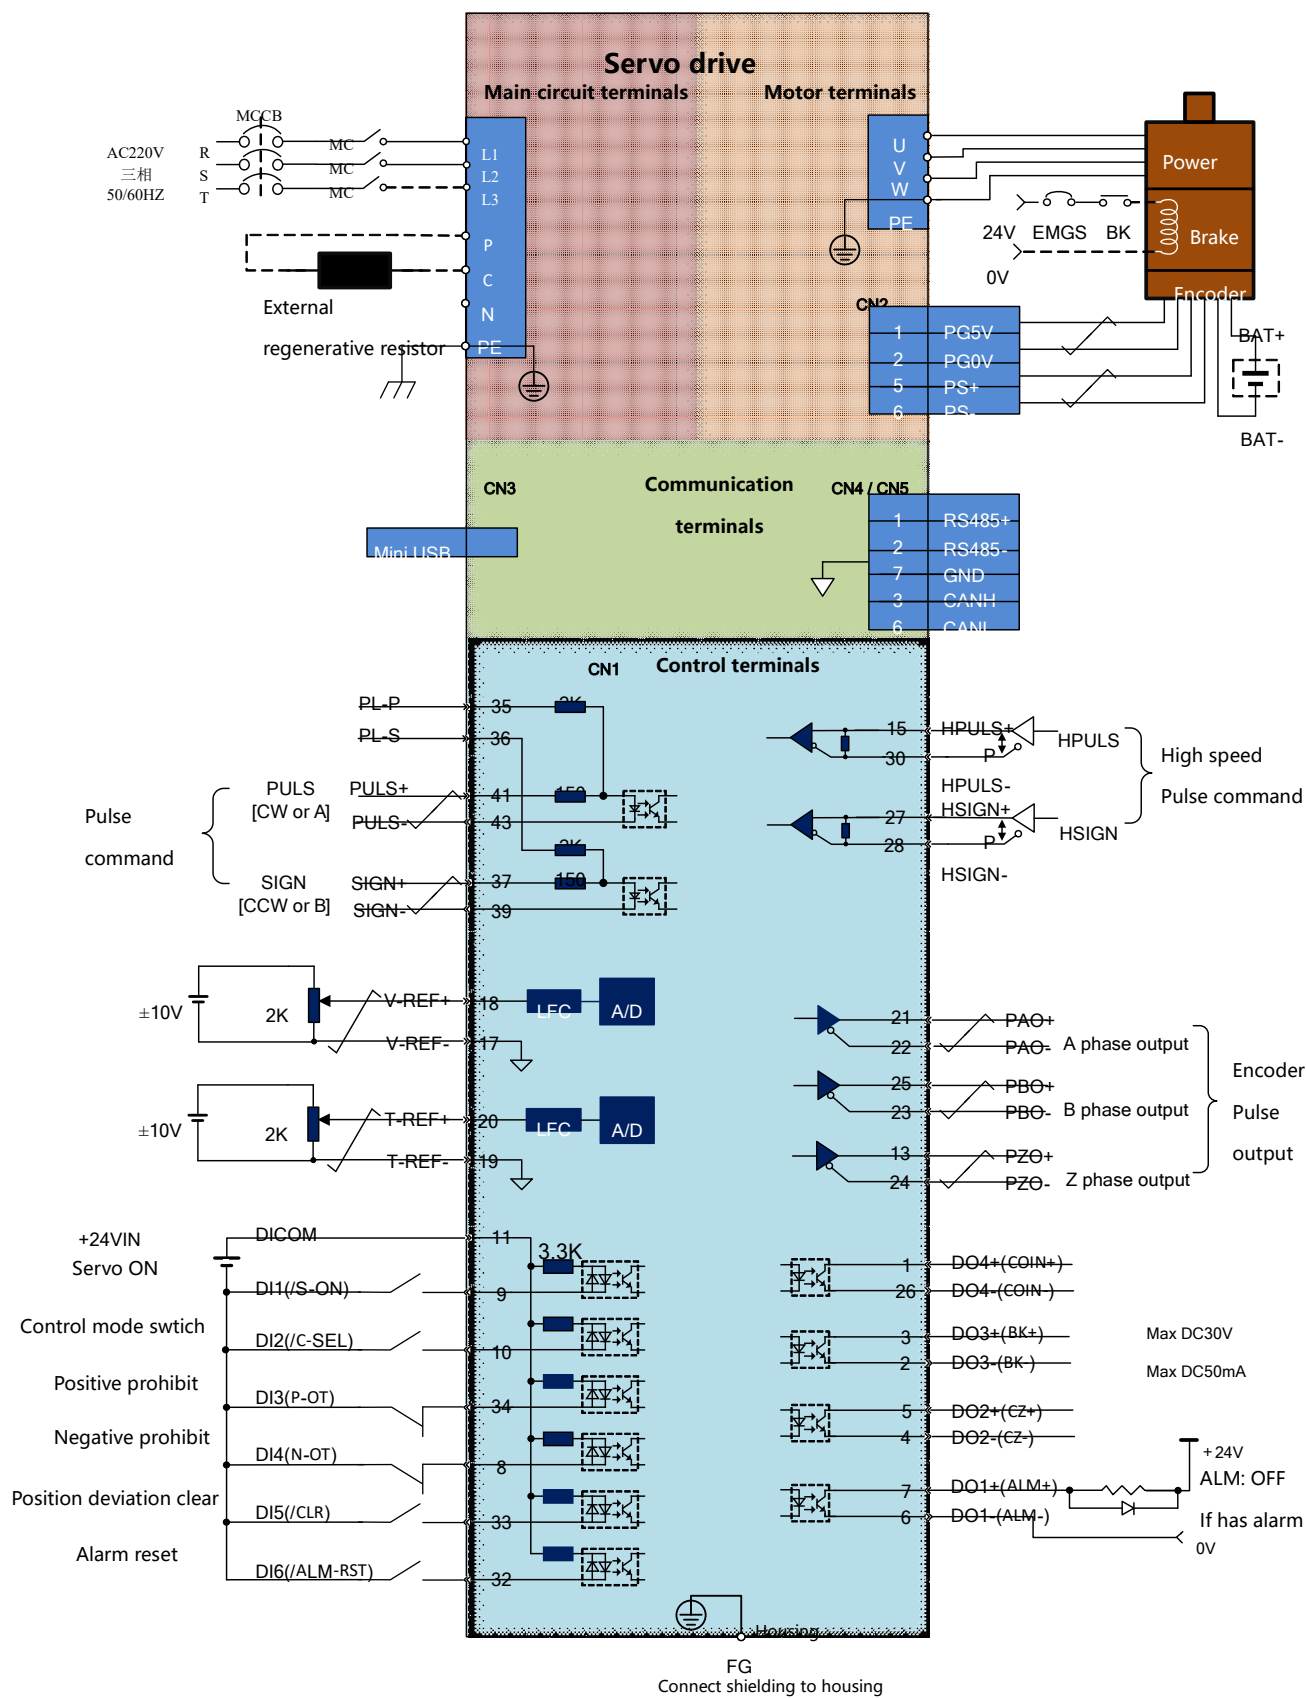 Servo drive
Main circuit terminals
Motor terminals
MCCB
AC220V
三相
50/60HZ
R
S
T
MC
MC
MC
L1
L2
L3
P
C
N
PE
External
regenerative resistor
U
V
W
PE
Power
Brake
Encoder
24V
EMGS
BK
0V
CN2
1 PG5V
2 PG0V
5 PS+
6 PS-
BAT+
BAT-
CN3
Communication
terminals
CN4 / CN5
Mini USB
1 RS485+
2 RS485-
7 GND
3 CANH
6 CANL
CN1
Control terminals
PL-P
35
2K
PL-S
36
Pulse
command
PULS
[CW or A]
PULS+
41
150
PULS-
43
2K
SIGN
[CCW or B]
SIGN+
37
150
SIGN-
39
15
HPULS+
30
P
HPULS
HPULS-
27
HSIGN+
28
P
HSIGN
HSIGN-
High speed
Pulse command
±10V
2K
V-REF+
18
LFC
A/D
V-REF-
17
±10V
2K
T-REF+
20
LFC
A/D
T-REF-
19
21
PAO+
22
PAO-
A phase output
25
PBO+
23
PBO-
B phase output
13
PZO+
24
PZO-
Z phase output
Encoder
Pulse
output
+24VIN
DICOM
11
3.3K
Servo ON
DI1(/S-ON)
9
Control mode swtich
DI2(/C-SEL)
10
Positive prohibit
DI3(P-OT)
34
Negative prohibit
DI4(N-OT)
8
Position deviation clear
DI5(/CLR)
33
Alarm reset
DI6(/ALM-RST)
32
1
DO4+(COIN+)
26
DO4-(COIN-)
3
DO3+(BK+)
2
DO3-(BK-)
Max DC30V
Max DC50mA
5
DO2+(CZ+)
4
DO2-(CZ-)
7
DO1+(ALM+)
6
DO1-(ALM-)
+24V
ALM: OFF
If has alarm
0V
Housing
FG
Connect shielding to housing